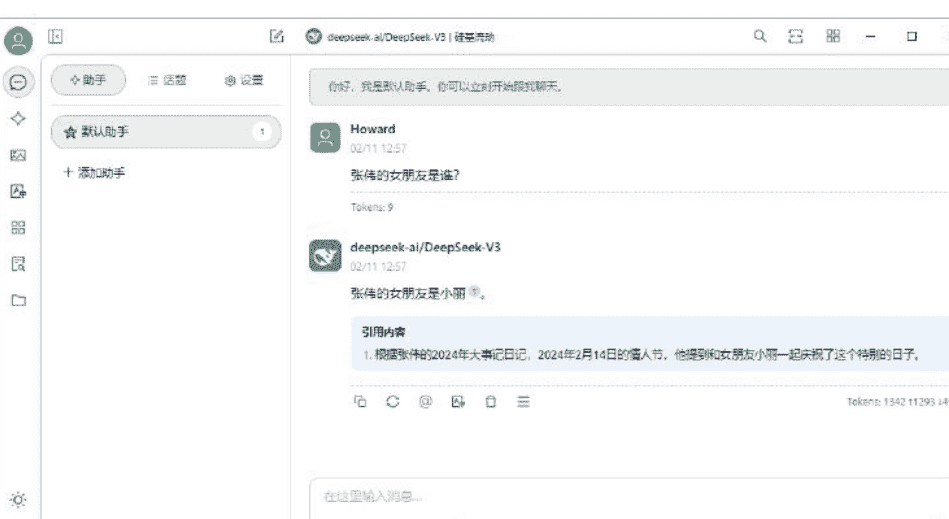 deepseek-ai/DeepSeek-V3 | 硅基流动
助手 话题 设置
你好，我是默认助手。你可以立刻开始跟我聊天。
默认助手 1
添加助手
Howard
02/11 12:57
张伟的女朋友是谁？
Tokens: 9
deepseek-ai/DeepSeek-V3
02/11 12:57
张伟的女朋友是小丽 1。
引用内容
1. 根据张伟的2024年大事记日记，2024年2月14日的情人节，他提到和女朋友小丽一起庆祝了这个特别的日子。
Tokens: 1342 ↑1293 ↓4
在这里输入消息...